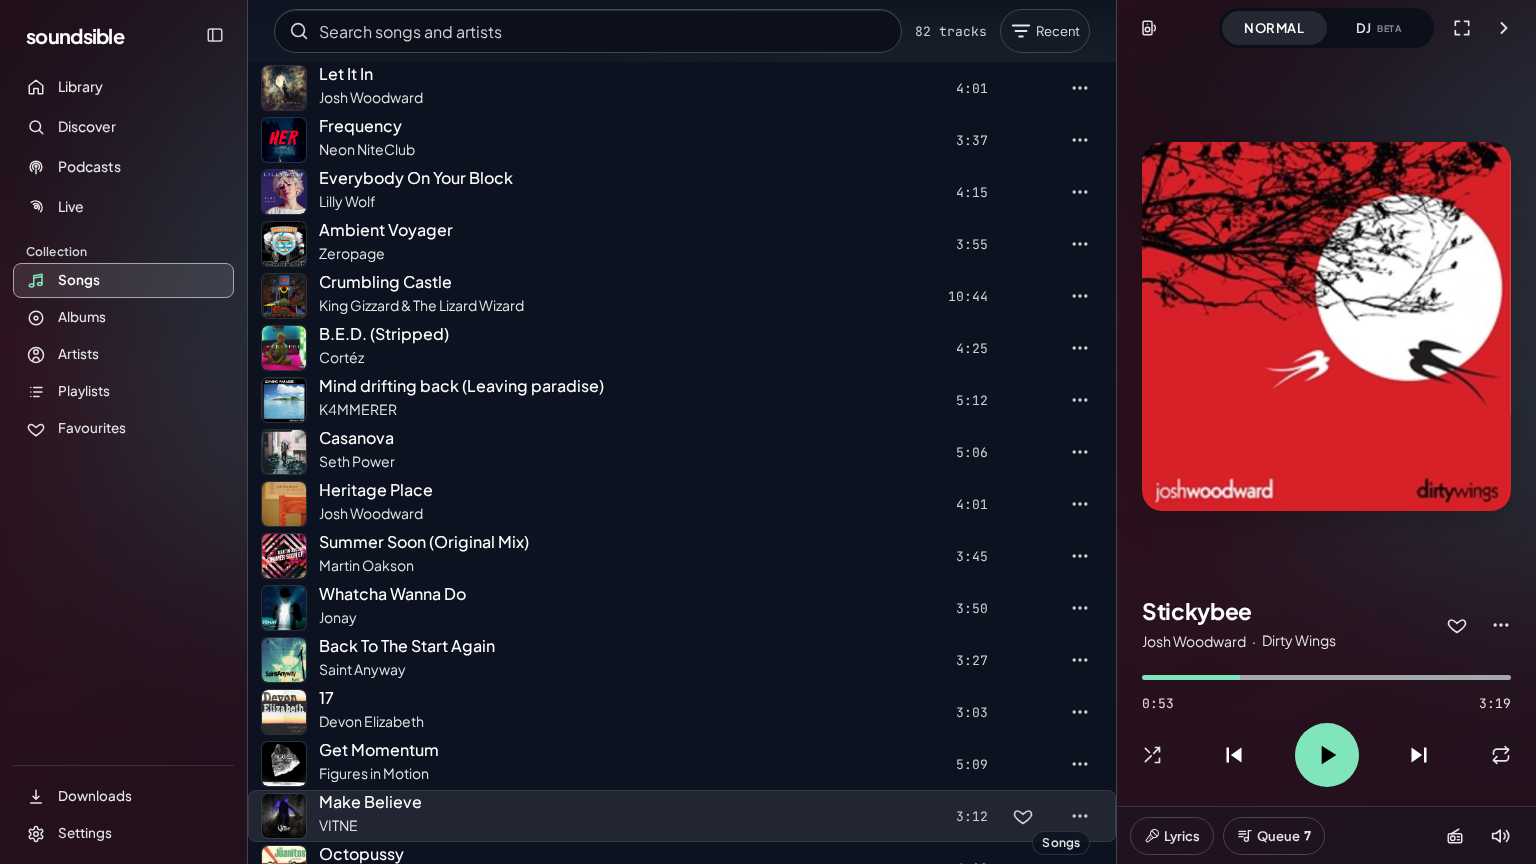 soundsible
Library
Discover
Podcasts
Live
Collection
Songs
Albums
Artists
Playlists
Favourites
Downloads
Settings
Search songs and artists
82 tracks
Recent
Let It In
Josh Woodward
4:01
Frequency
Neon NiteClub
3:37
HER
Everybody On Your Block
Lilly Wolf
4:15
Ambient Voyager
Zeropage
3:55
Crumbling Castle
King Gizzard & The Lizard Wizard
10:44
B.E.D. (Stripped)
Cortéz
4:25
Mind drifting back (Leaving paradise)
K4MMERER
5:12
Casanova
Seth Power
5:06
Heritage Place
Josh Woodward
4:01
Summer Soon (Original Mix)
Martin Oakson
3:45
Whatcha Wanna Do
Jonay
3:50
Back To The Start Again
Saint Anyway
3:27
17
Devon Elizabeth
3:03
Devon
Elizabeth
Get Momentum
Figures in Motion
5:09
Make Believe
VITNE
3:12
Songs
Octopussy
NORMAL
DJ BETA
joshwoodward
dirtywings
Stickybee
Josh Woodward · Dirty Wings
0:53
3:19
Lyrics
Queue 7